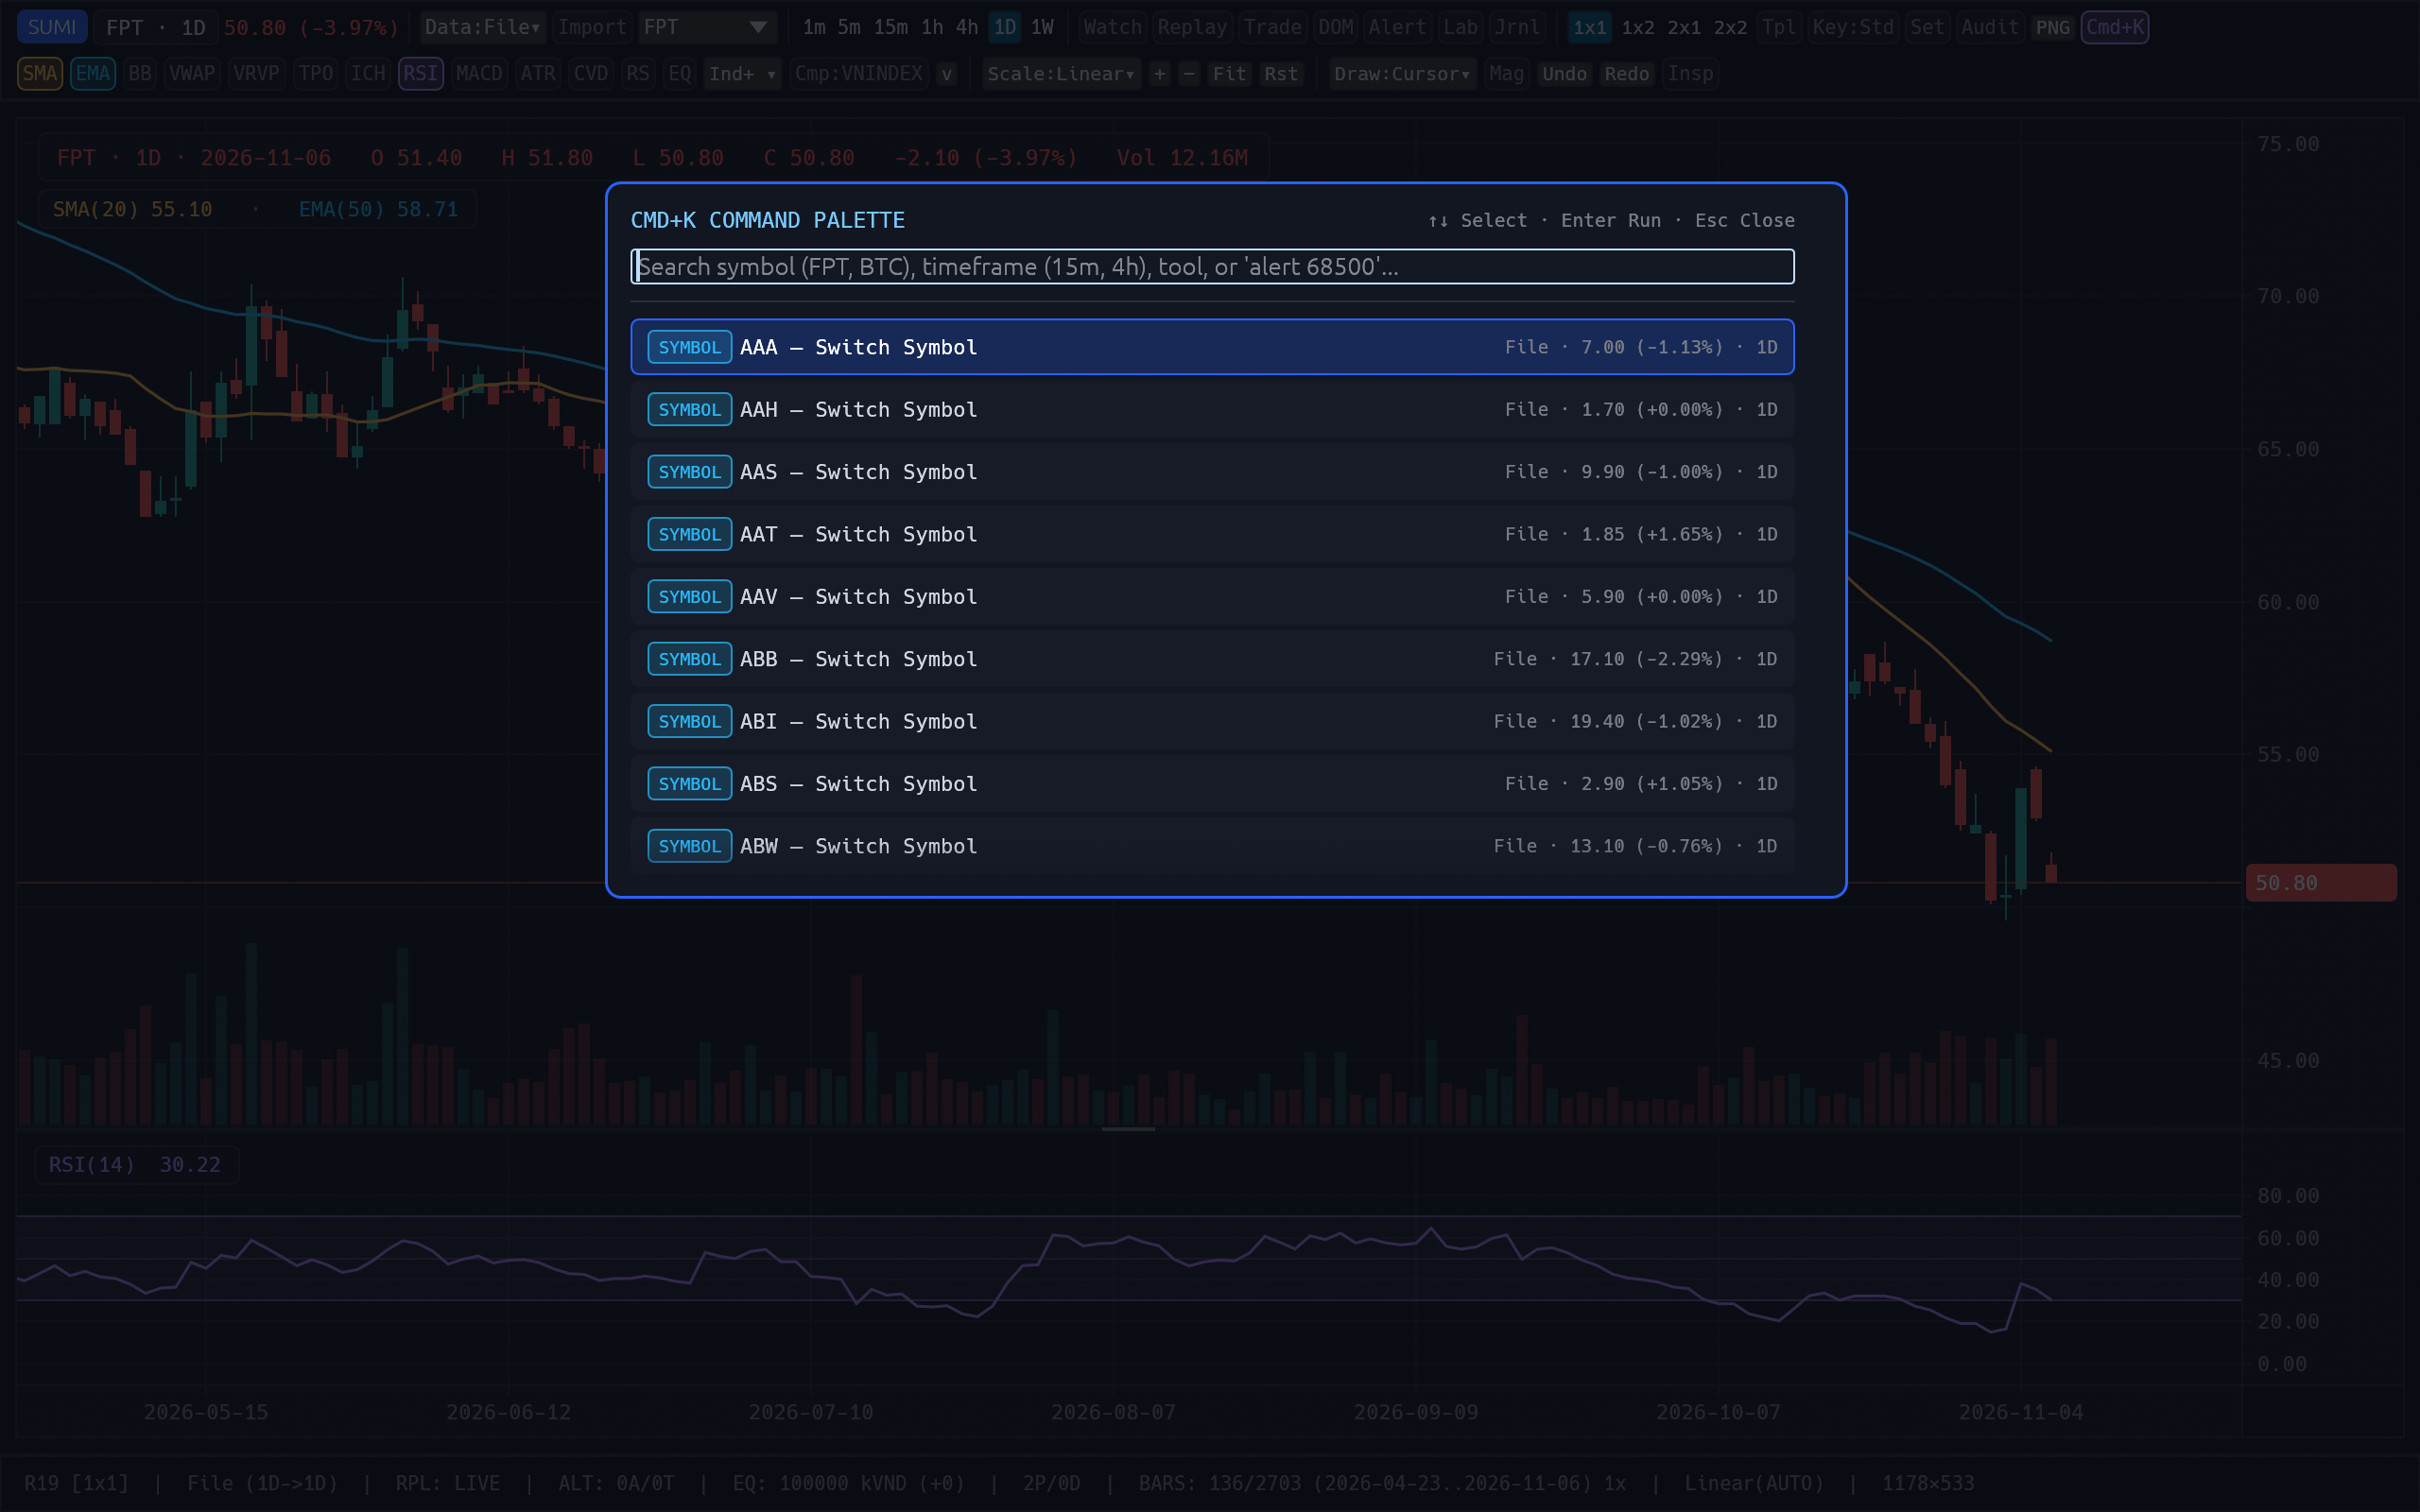 SUMI FPT · 1D 50.80 (-3.97%) Data:File▾ Import FPT 1m 5m 15m 1h 4h 1D 1W Watch Replay Trade DOM Alert Lab Jrnl 1x1 1x2 2x1 2x2 Tpl Key:Std Set Audit PNG Cmd+K
SMA EMA BB VWAP VRVP TPO ICH RSI MACD ATR CVD RS EQ Ind+ ▾ Cmp:VNINDEX v Scale:Linear▾ + − Fit Rst Draw:Cursor▾ Mag Undo Redo Insp
FPT · 1D · 2026-11-06 O 51.40 H 51.80 L 50.80 C 50.80 -2.10 (-3.97%) Vol 12.16M
SMA(20) 55.10 · EMA(50) 58.71
CMD+K COMMAND PALETTE ↑↓ Select · Enter Run · Esc Close
Search symbol (FPT, BTC), timeframe (15m, 4h), tool, or 'alert 68500'...
SYMBOL AAA — Switch Symbol File · 7.00 (-1.13%) · 1D
SYMBOL AAH — Switch Symbol File · 1.70 (+0.00%) · 1D
SYMBOL AAS — Switch Symbol File · 9.90 (-1.00%) · 1D
SYMBOL AAT — Switch Symbol File · 1.85 (+1.65%) · 1D
SYMBOL AAV — Switch Symbol File · 5.90 (+0.00%) · 1D
SYMBOL ABB — Switch Symbol File · 17.10 (-2.29%) · 1D
SYMBOL ABI — Switch Symbol File · 19.40 (-1.02%) · 1D
SYMBOL ABS — Switch Symbol File · 2.90 (+1.05%) · 1D
SYMBOL ABW — Switch Symbol File · 13.10 (-0.76%) · 1D
75.00
70.00
65.00
60.00
55.00
50.80
45.00
RSI(14) 30.22
80.00
60.00
40.00
20.00
0.00
2026-05-15 2026-06-12 2026-07-10 2026-08-07 2026-09-09 2026-10-07 2026-11-04
R19 [1x1] | File (1D->1D) | RPL: LIVE | ALT: 0A/0T | EQ: 100000 kVND (+0) | 2P/0D | BARS: 136/2703 (2026-04-23..2026-11-06) 1x | Linear(AUTO) | 1178×533